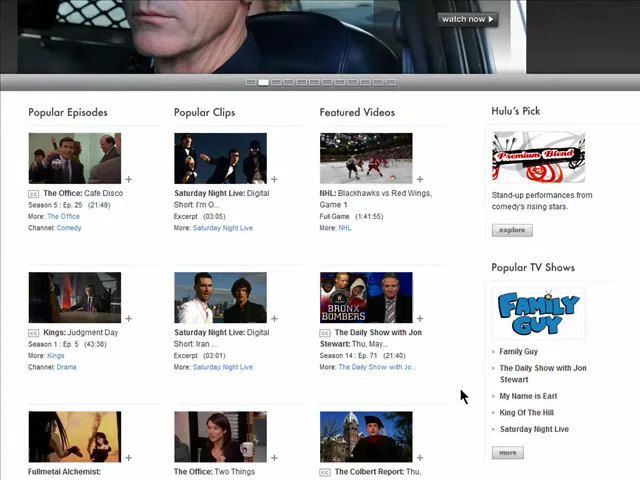 watch now
Popular Episodes
Popular Clips
Featured Videos
Hulu's Pick
Premium Blend
Stand-up performances from
comedy's rising stars.
explore
cc The Office: Cafe Disco
Season 5 : Ep. 25 (21:49)
More: The Office
Channel: Comedy
Saturday Night Live: Digital
Short: I'm O...
Excerpt (03:05)
More: Saturday Night Live
NHL: Blackhawks vs Red Wings,
Game 1
Full Game (1:41:55)
More: NHL
Popular TV Shows
FAMILY
GUY
Family Guy
The Daily Show with Jon
Stewart
My Name is Earl
King Of The Hill
Saturday Night Live
more
cc Kings: Judgment Day
Season 1 : Ep. 5 (43:38)
More: Kings
Channel: Drama
Saturday Night Live: Digital
Short: Iran ...
Excerpt (03:01)
More: Saturday Night Live
BRONX
BOMBERS
cc The Daily Show with Jon
Stewart: Thu, May...
Season 14 : Ep. 71 (21:40)
More: The Daily Show with Jo...
Fullmetal Alchemist:
The Office: Two Things
cc The Colbert Report: Thu,